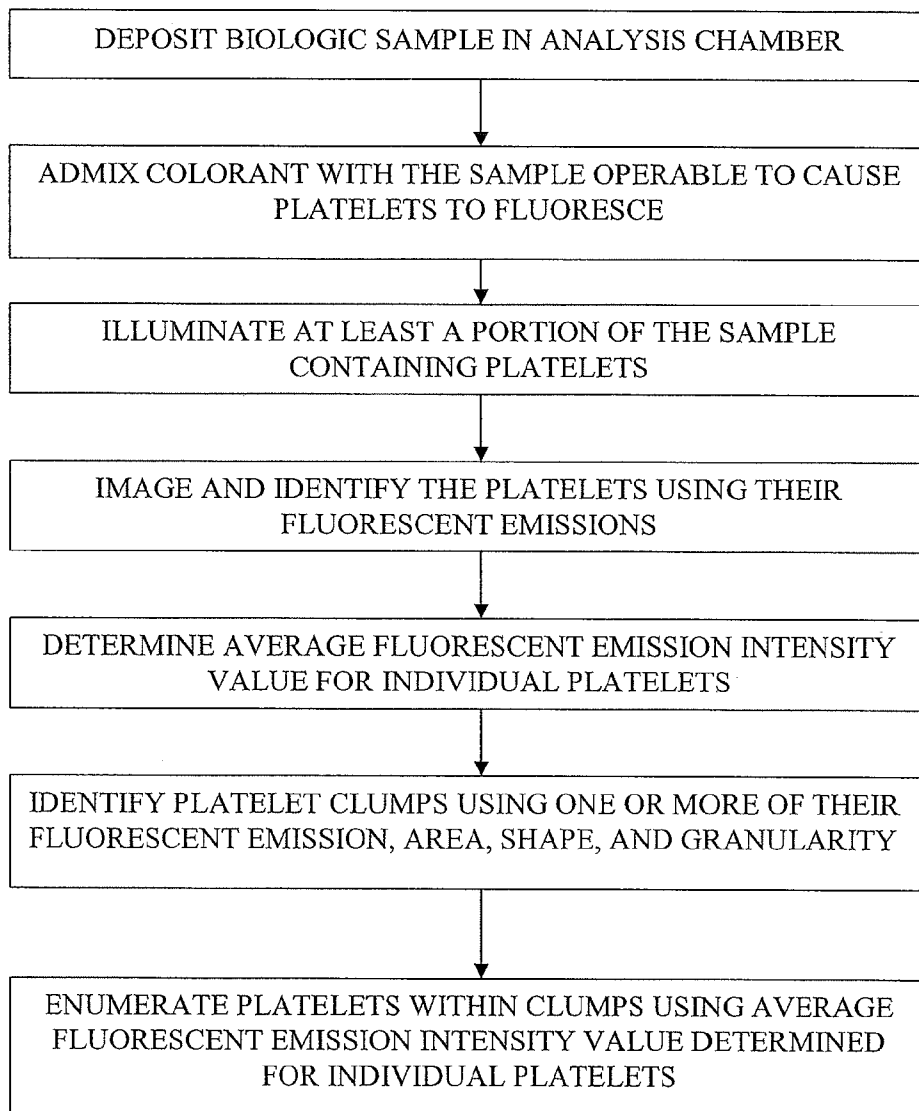 DEPOSIT BIOLOGIC SAMPLE IN ANALYSIS CHAMBER
ADMIX COLORANT WITH THE SAMPLE OPERABLE TO CAUSE
PLATELETS TO FLUORESCE
ILLUMINATE AT LEAST A PORTION OF THE SAMPLE
CONTAINING PLATELETS
IMAGE AND IDENTIFY THE PLATELETS USING THEIR
FLUORESCENT EMISSIONS
DETERMINE AVERAGE FLUORESCENT EMISSION INTENSITY
VALUE FOR INDIVIDUAL PLATELETS
IDENTIFY PLATELET CLUMPS USING ONE OR MORE OF THEIR
FLUORESCENT EMISSION, AREA, SHAPE, AND GRANULARITY
ENUMERATE PLATELETS WITHIN CLUMPS USING AVERAGE
FLUORESCENT EMISSION INTENSITY VALUE DETERMINED
FOR INDIVIDUAL PLATELETS